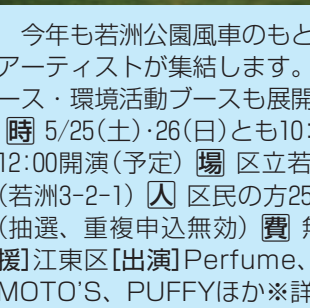 今年も若洲公園風車のもと
アーティストが集結します。
ース・環境活動ブースも展開
時 5/25(土)・26(日)とも10:
12:00開演(予定) 場 区立若
(若洲3-2-1) 人 区民の方25
(抽選、重複申込無効) 費 無
援]江東区[出演]Perfume、
MOTO'S、PUFFYほか※詳